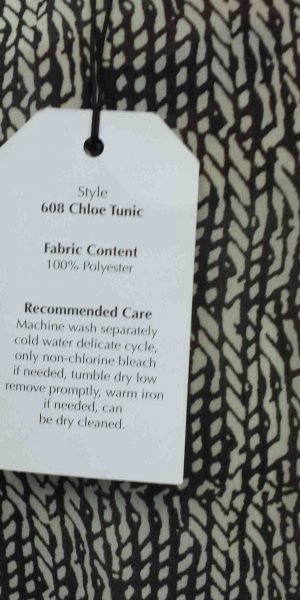 Style
608 Chloe Tunic
Fabric Content
100% Polyester
Recommended Care
Machine wash separately
cold water delicate cycle,
only non-chlorine bleach
if needed, tumble dry low
remove promptly, warm iron
if needed, can
be dry cleaned.